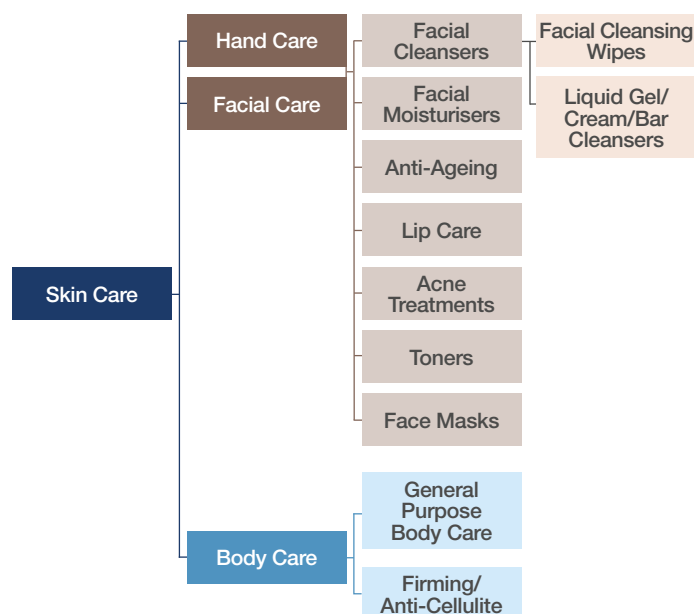 Hand Care
Facial
Cleansers
Facial Cleansing
Wipes
Facial Care
Facial
Moisturisers
Liquid Gel/
Cream/Bar
Cleansers
Anti-Ageing
Lip Care
Skin Care
Acne
Treatments
Toners
Face Masks
General
Purpose
Body Care
Body Care
Firming/
Anti-Cellulite